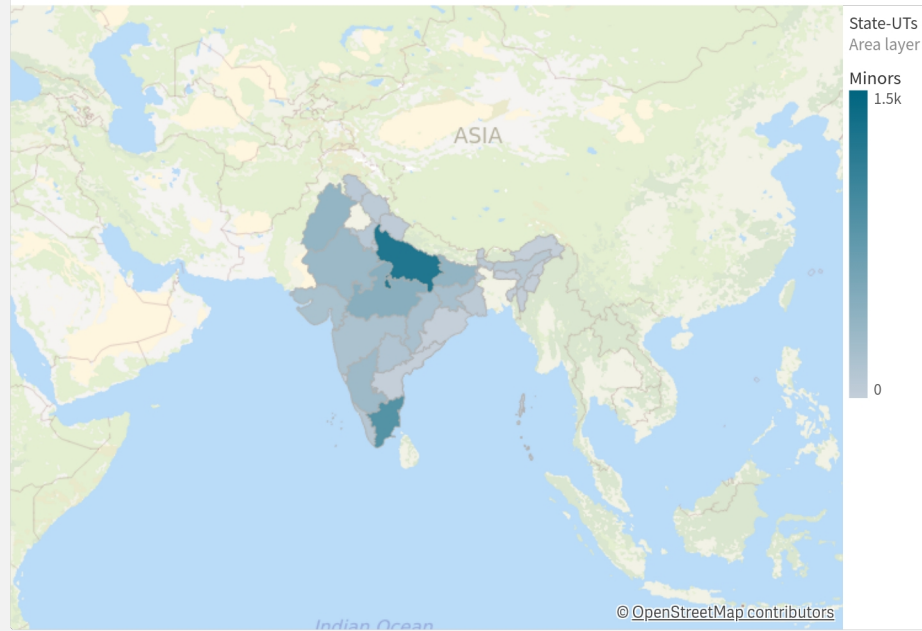 State-UTs
Area layer
Minors
1.5k
ASIA
0
© OpenStreetMap contributors
Indian Ocean